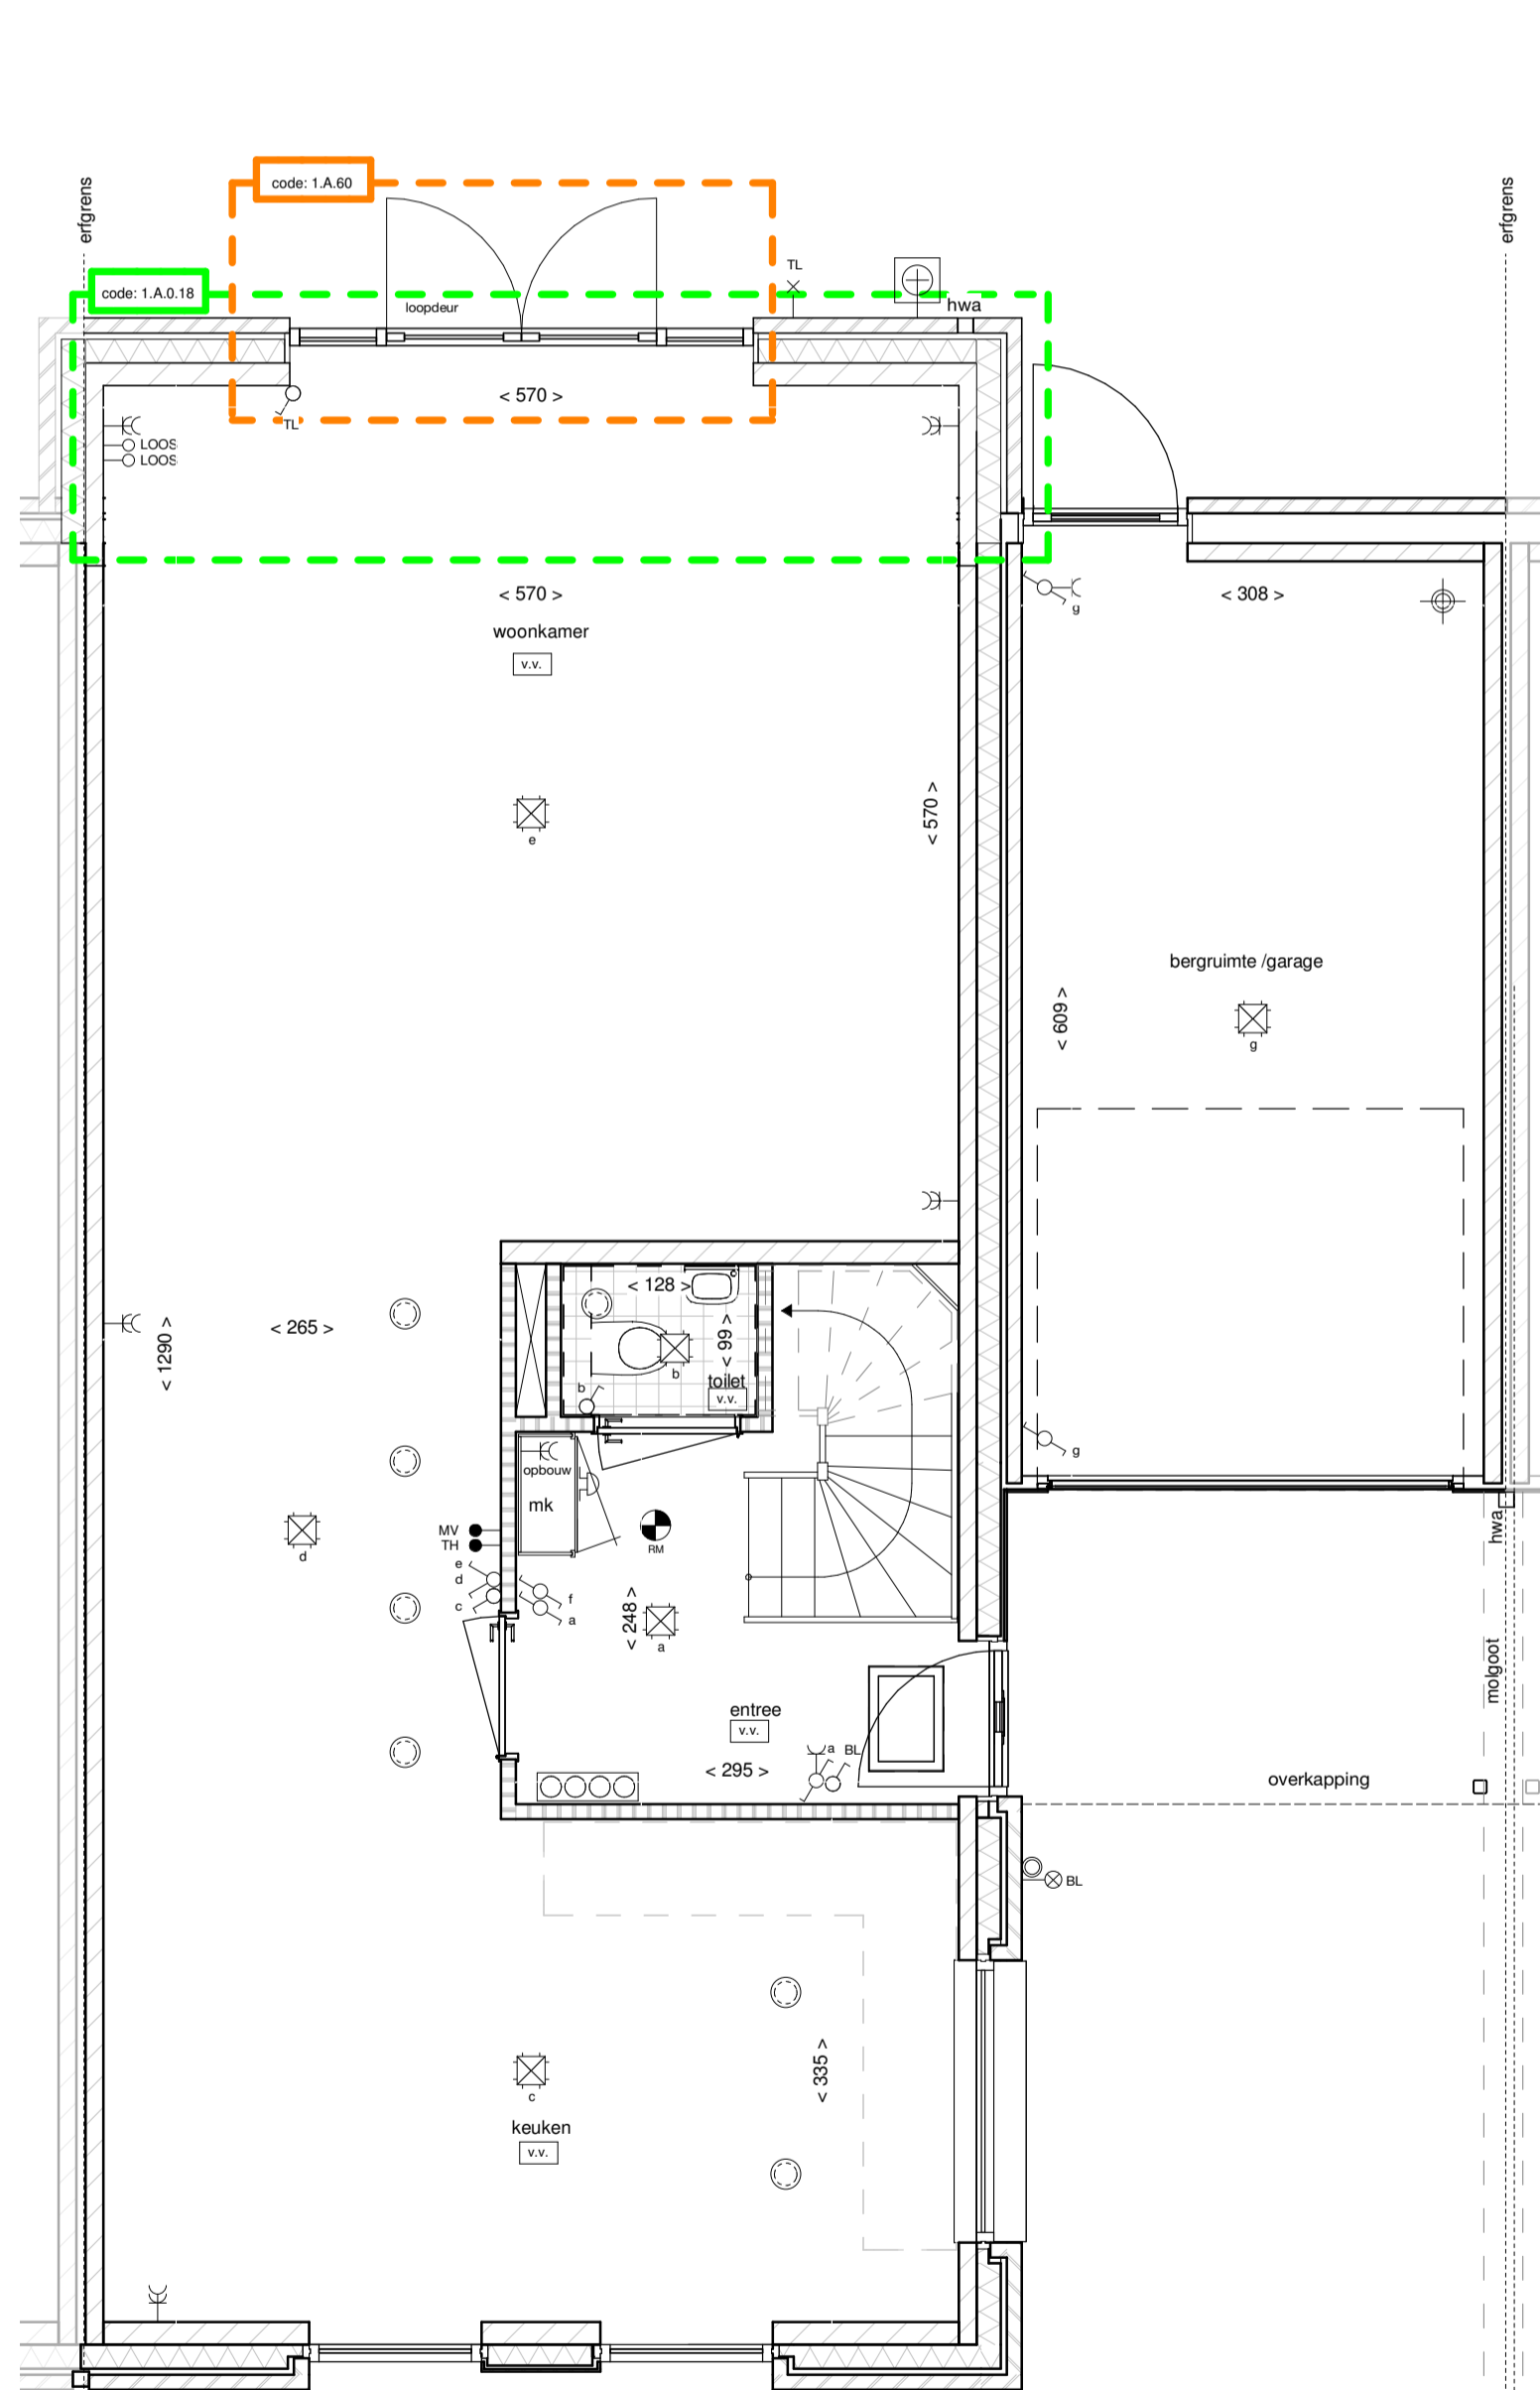 erfgrens
code: 1.A.60
erfgrens
code: 1.A.0.18
TL
loopdeur
hwa
< 570 >
TL
LOOS
LOOS
< 570 >
woonkamer
v.v.
< 308 >
g
e
< 570 >
bergruimte /garage
< 609 >
g
< 128 >
< 265 >
< 1290 >
< 99 >
b
toilet
v.v.
b
g
opbouw
mk
MV
TH
RM
d
e
d
c
f
a
< 248 >
a
hwa
molgoot
entree
v.v.
< 295 >
a
BL
overkapping
BL
< 335 >
c
keuken
v.v.